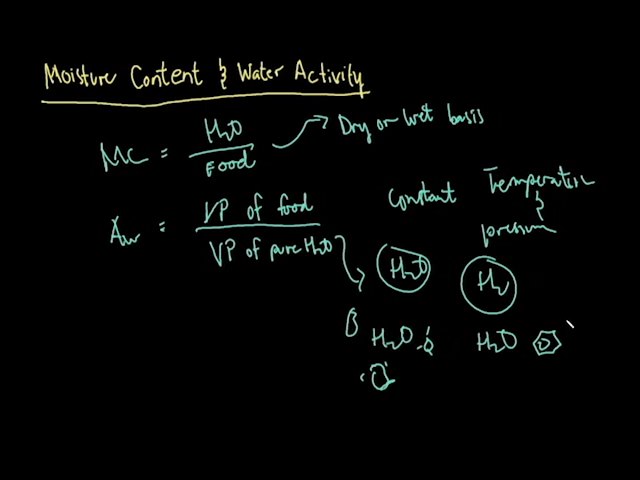 Moisture Content & Water Activity
MC = H2O / Food → Dry or wet basis
Aw = VP of food / VP of pure H2O
Constant Temperature
&
pressure
H2O
H2
H2O
H2O